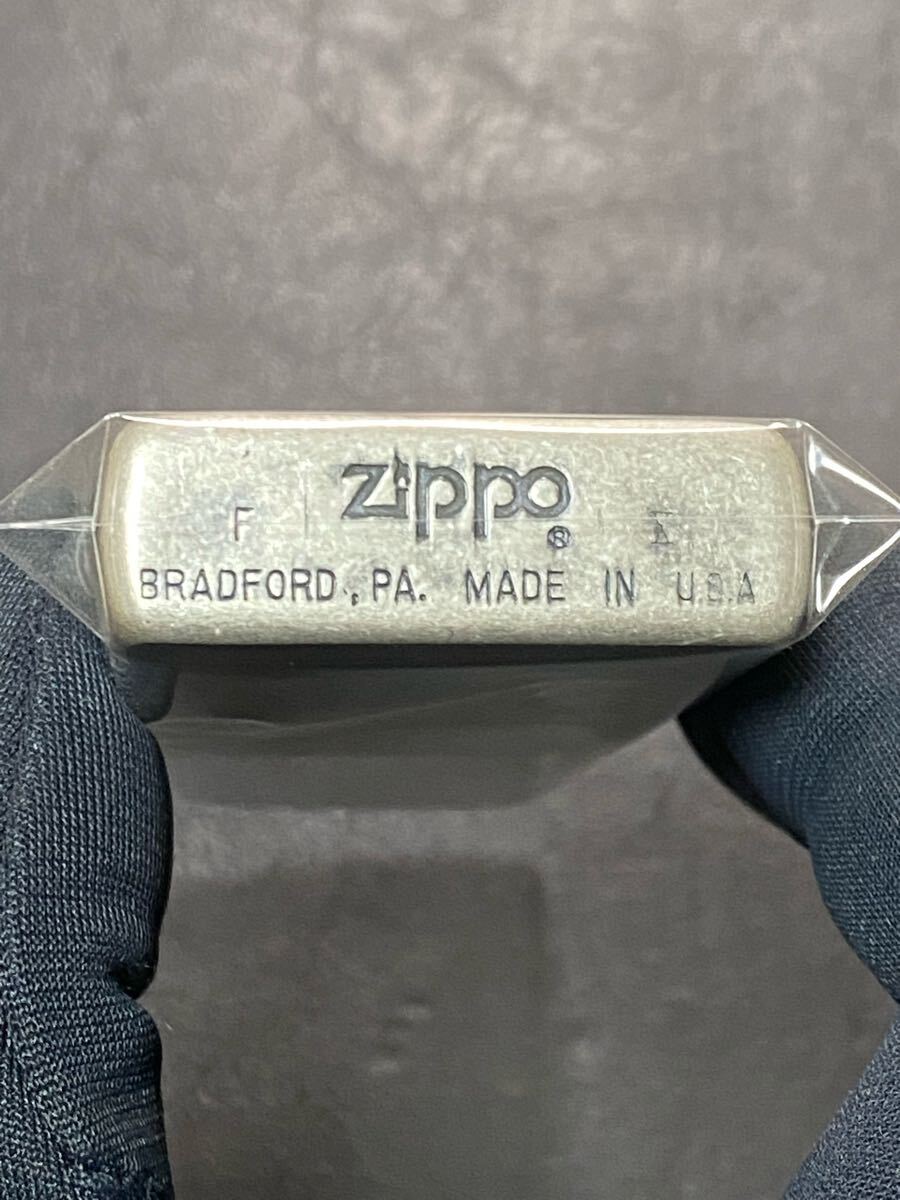 F zippo ®
BRADFORD, PA. MADE IN U.S.A